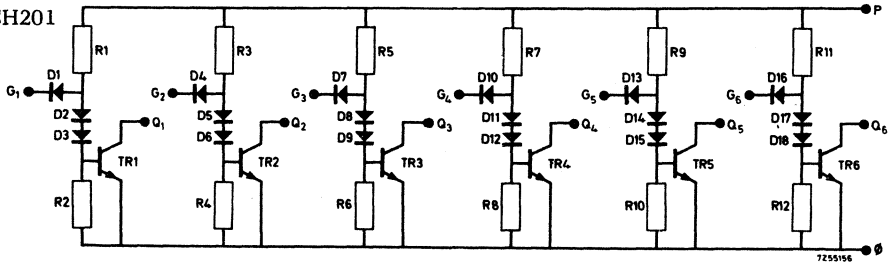 CH201
P
R1 R3 R5 R7 R9 R11
D1 D4 D7 D10 D13 D16
G1 G2 G3 G4 G5 G6
D2 D5 D8 D11 D14 D17
Q1 Q2 Q3 Q4 Q5 Q6
D3 D6 D9 D12 D15 D18
TR1 TR2 TR3 TR4 TR5 TR6
R2 R4 R6 R8 R10 R12
Ø
7Z55156